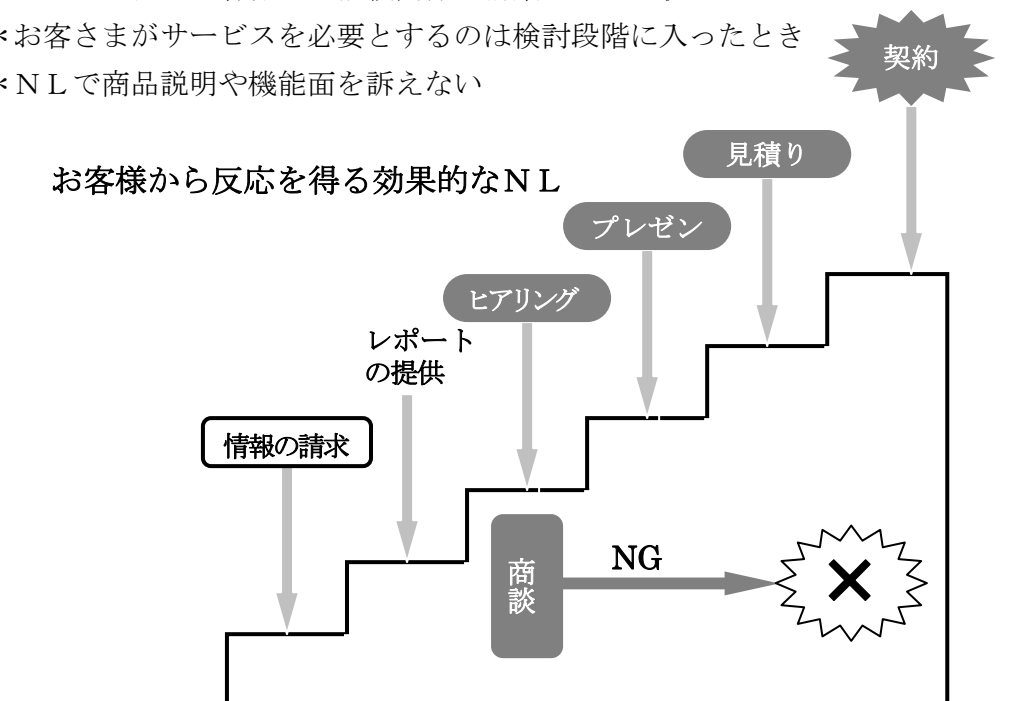 ＊お客さまがサービスを必要とするのは検討段階に入ったとき
＊ＮＬで商品説明や機能面を訴えない
契約
見積り
お客様から反応を得る効果的なＮＬ
プレゼン
ヒアリング
レポート
の提供
情報の請求
商談
NG